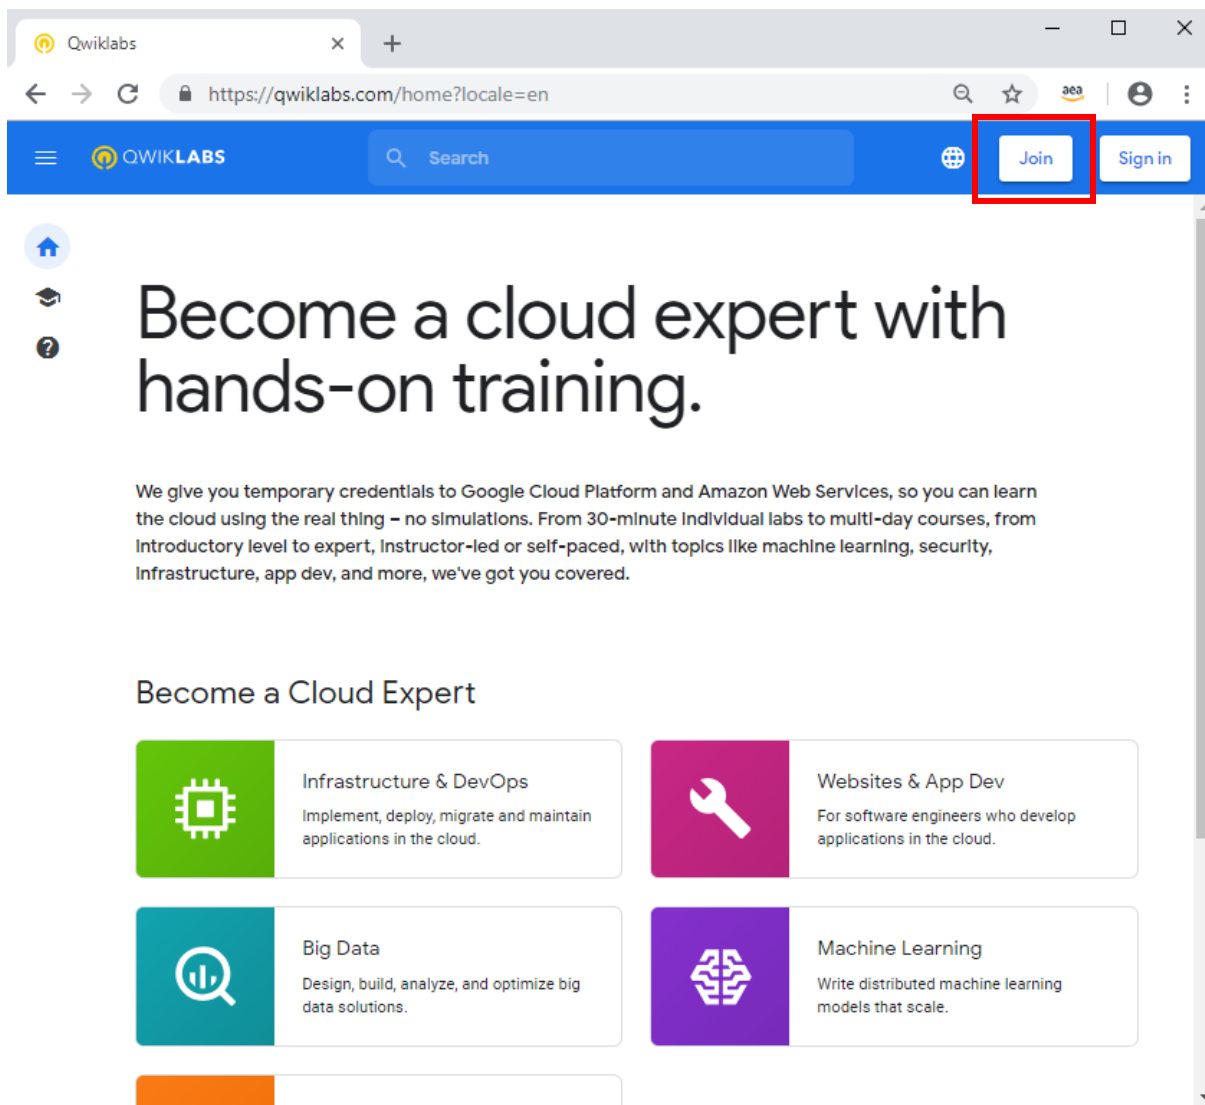 Qwiklabs
https://qwiklabs.com/home?locale=en
aea
QWIKLABS
Search
Join
Sign in
Become a cloud expert with
hands-on training.
We give you temporary credentials to Google Cloud Platform and Amazon Web Services, so you can learn
the cloud using the real thing – no simulations. From 30-minute individual labs to multi-day courses, from
introductory level to expert, instructor-led or self-paced, with topics like machine learning, security,
infrastructure, app dev, and more, we've got you covered.
Become a Cloud Expert
Infrastructure & DevOps
Implement, deploy, migrate and maintain
applications in the cloud.
Websites & App Dev
For software engineers who develop
applications in the cloud.
Big Data
Design, build, analyze, and optimize big
data solutions.
Machine Learning
Write distributed machine learning
models that scale.